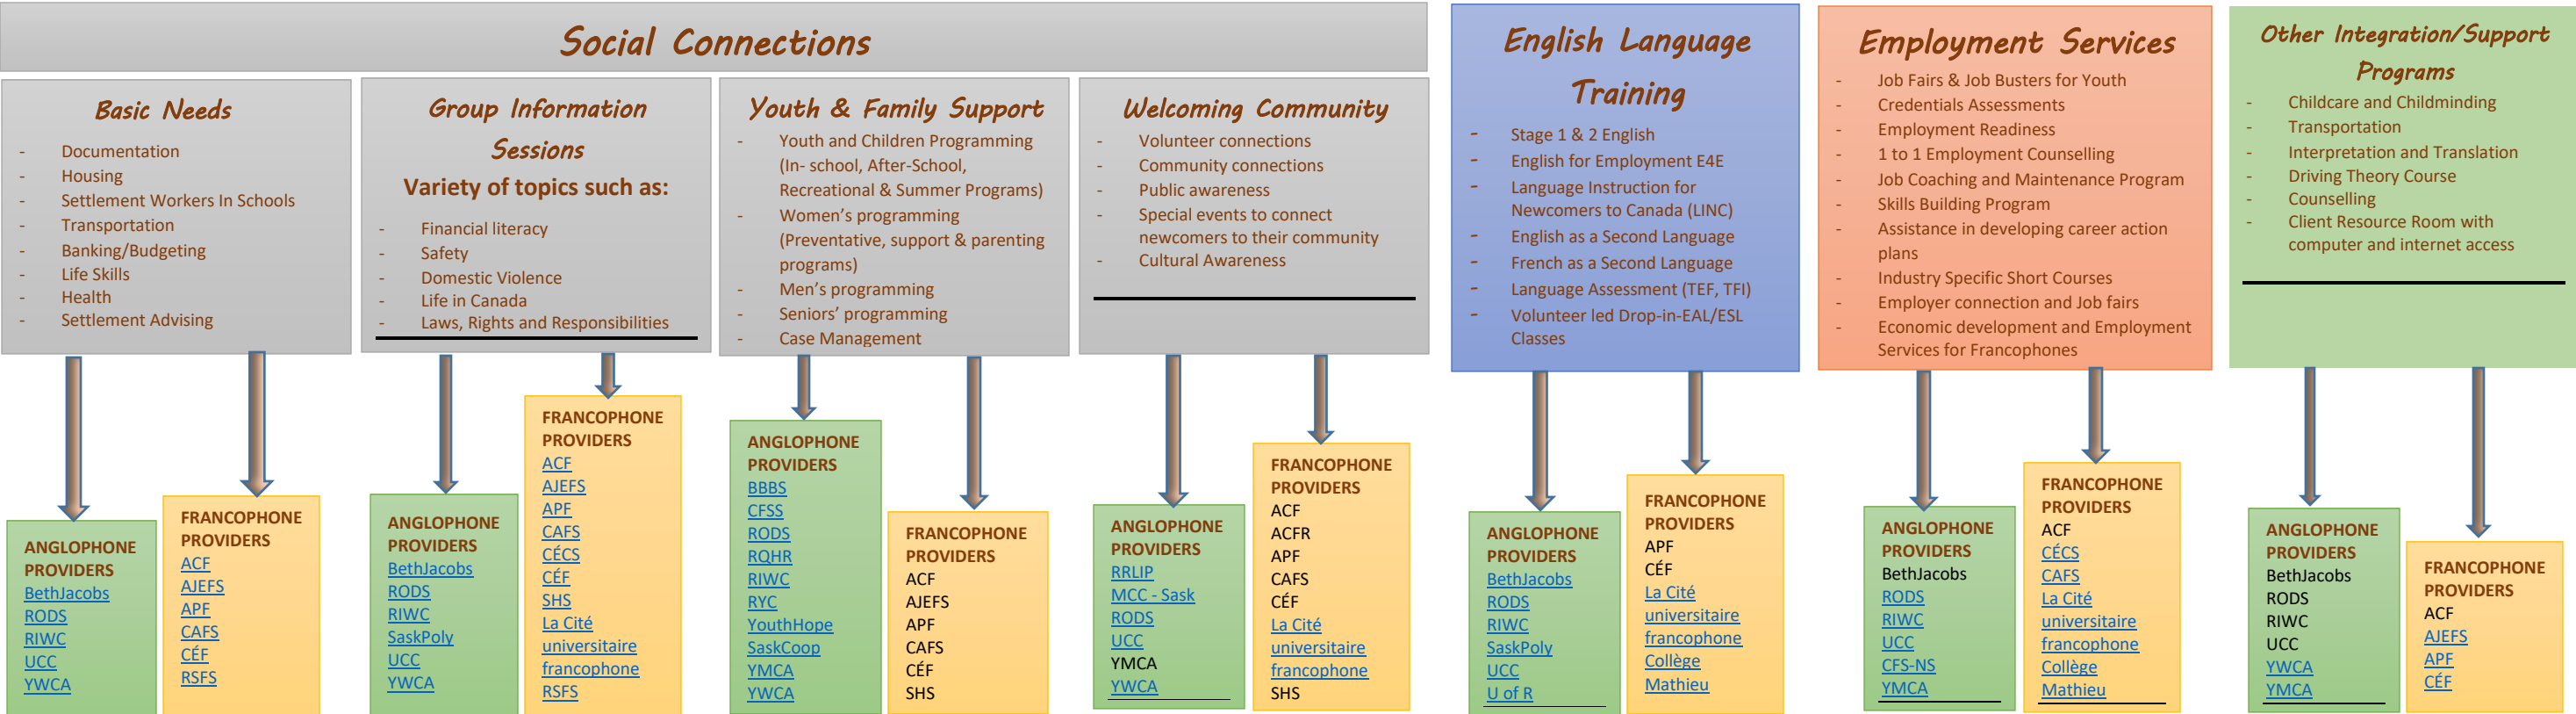 Social Connections
Basic Needs
- Documentation
- Housing
- Settlement Workers In Schools
- Transportation
- Banking/Budgeting
- Life Skills
- Health
- Settlement Advising
ANGLOPHONE
PROVIDERS
BethJacobs
RODS
RIWC
UCC
YWCA
FRANCOPHONE
PROVIDERS
ACF
AJEFS
APF
CAFS
CÉF
RSFS
Group Information
Sessions
Variety of topics such as:
- Financial literacy
- Safety
- Domestic Violence
- Life in Canada
- Laws, Rights and Responsibilities
ANGLOPHONE
PROVIDERS
BethJacobs
RODS
RIWC
SaskPoly
UCC
YWCA
FRANCOPHONE
PROVIDERS
ACF
AJEFS
APF
CAFS
CÉCS
CÉF
SHS
La Cité
universitaire
francophone
RSFS
Youth & Family Support
- Youth and Children Programming
(In- school, After-School,
Recreational & Summer Programs)
- Women’s programming
(Preventative, support & parenting
programs)
- Men’s programming
- Seniors’ programming
- Case Management
ANGLOPHONE
PROVIDERS
BBBS
CFSS
RODS
RQHR
RIWC
RYC
YouthHope
SaskCoop
YMCA
YWCA
FRANCOPHONE
PROVIDERS
ACF
AJEFS
APF
CAFS
CÉF
SHS
Welcoming Community
- Volunteer connections
- Community connections
- Public awareness
- Special events to connect
newcomers to their community
- Cultural Awareness
ANGLOPHONE
PROVIDERS
RRLIP
MCC - Sask
RODS
UCC
YMCA
YWCA
FRANCOPHONE
PROVIDERS
ACF
ACFR
APF
CAFS
CÉF
La Cité
universitaire
francophone
SHS
English Language
Training
- Stage 1 & 2 English
- English for Employment E4E
- Language Instruction for
Newcomers to Canada (LINC)
- English as a Second Language
- French as a Second Language
- Language Assessment (TEF, TFI)
- Volunteer led Drop-in-EAL/ESL
Classes
ANGLOPHONE
PROVIDERS
BethJacobs
RODS
RIWC
SaskPoly
UCC
U of R
FRANCOPHONE
PROVIDERS
APF
CÉF
La Cité
universitaire
francophone
Collège
Mathieu
Employment Services
- Job Fairs & Job Busters for Youth
- Credentials Assessments
- Employment Readiness
- 1 to 1 Employment Counselling
- Job Coaching and Maintenance Program
- Skills Building Program
- Assistance in developing career action
plans
- Industry Specific Short Courses
- Employer connection and Job fairs
- Economic development and Employment
Services for Francophones
ANGLOPHONE
PROVIDERS
BethJacobs
RODS
RIWC
UCC
CFS-NS
YMCA
FRANCOPHONE
PROVIDERS
ACF
CÉCS
CAFS
La Cité
universitaire
francophone
Collège
Mathieu
Other Integration/Support
Programs
- Childcare and Childminding
- Transportation
- Interpretation and Translation
- Driving Theory Course
- Counselling
- Client Resource Room with
computer and internet access
ANGLOPHONE
PROVIDERS
BethJacobs
RODS
RIWC
UCC
YWCA
YMCA
FRANCOPHONE
PROVIDERS
ACF
AJEFS
APF
CÉF